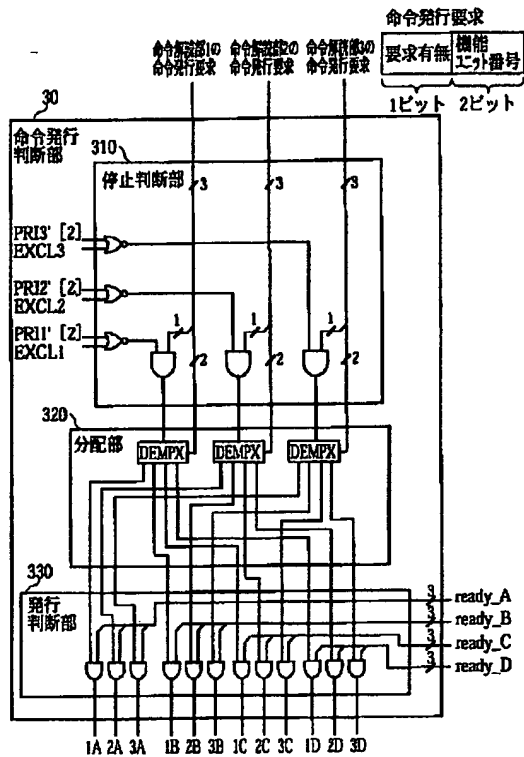 命令発行要求
要求有無
機能
ユニット番号
1ビット
2ビット
命令解読部1の
命令発行要求
命令解読部2の
命令発行要求
命令解読部3の
命令発行要求
30
命令発行
判断部
310
停止判断部
3
3
3
PRI3' [2]
EXCL3
PRI2' [2]
EXCL2
PRI1' [2]
EXCL1
1
1
1
2
2
2
320
分配部
DEMPX
DEMPX
DEMPX
330
発行
判断部
3
ready_A
3
ready_B
3
ready_C
3
ready_D
1A 2A 3A 1B 2B 3B 1C 2C 3C 1D 2D 3D